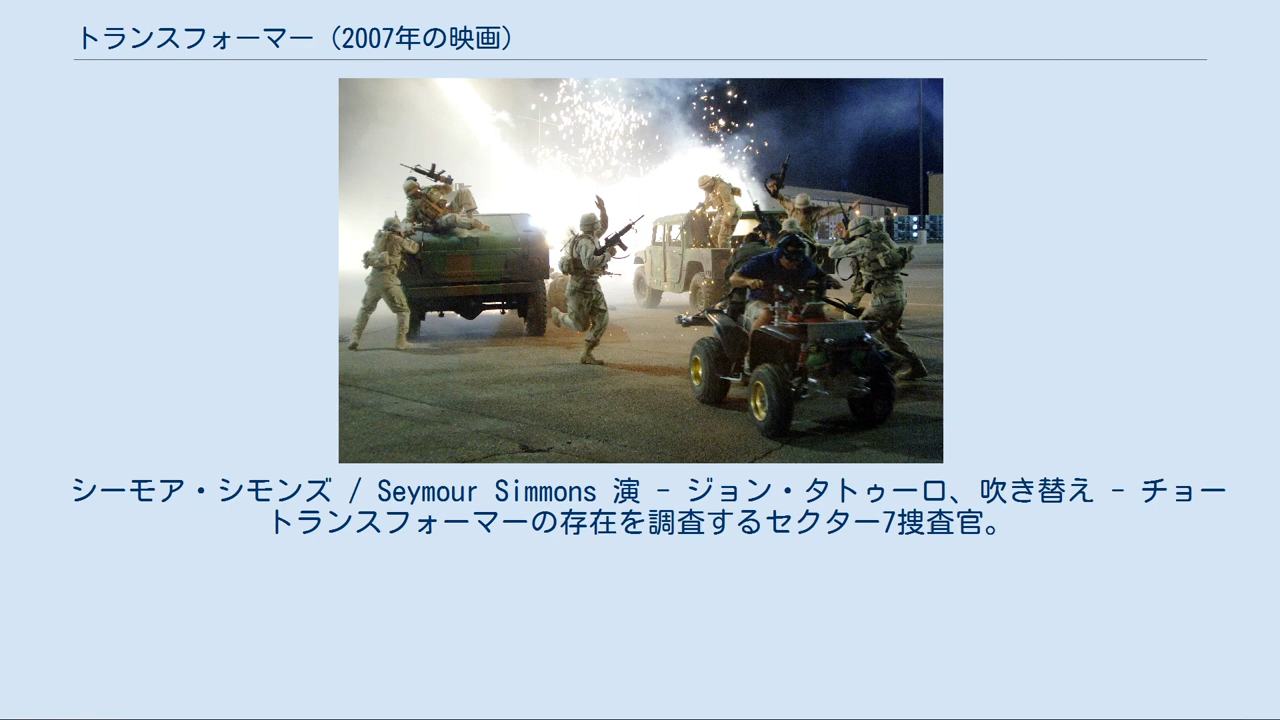 トランスフォーマー（2007年の映画）
シーモア・シモンズ / Seymour Simmons 演 - ジョン・タトゥーロ、吹き替え - チョー
トランスフォーマーの存在を調査するセクター7捜査官。